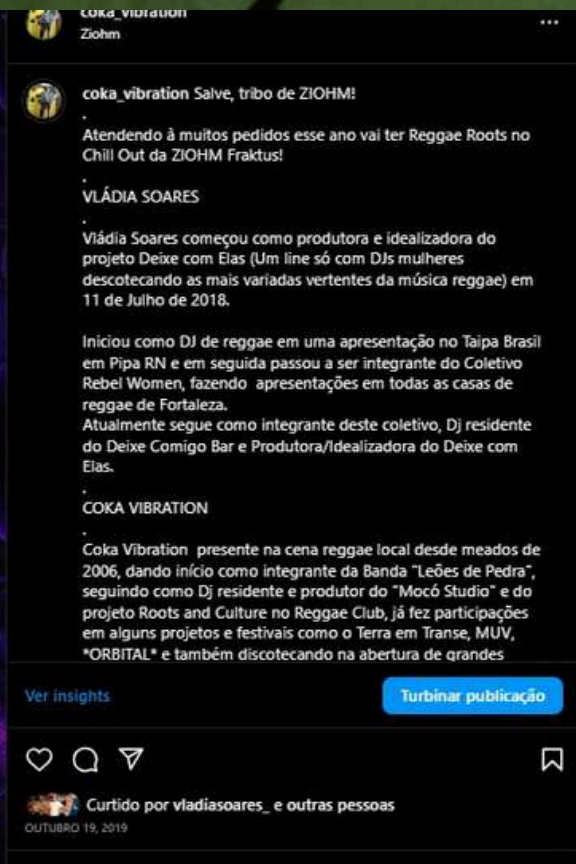 coka_vibration
Ziohm
coka_vibration Salve, tribo de ZIOHM!
.
Atendendo à muitos pedidos esse ano vai ter Reggae Roots no
Chill Out da ZIOHM Fraktus!
.
VLÁDIA SOARES
.
Vládia Soares começou como produtora e idealizadora do
projeto Deixe com Elas (Um line só com DJs mulheres
descotecando as mais variadas vertentes da música reggae) em
11 de Julho de 2018.
Iniciou como DJ de reggae em uma apresentação no Taipa Brasil
em Pipa RN e em seguida passou a ser integrante do Coletivo
Rebel Women, fazendo apresentações em todas as casas de
reggae de Fortaleza.
Atualmente segue como integrante deste coletivo, Dj residente
do Deixe Comigo Bar e Produtora/Idealizadora do Deixe com
Elas.
.
COKA VIBRATION
.
Coka Vibration presente na cena reggae local desde meados de
2006, dando início como integrante da Banda "Leões de Pedra",
seguindo como Dj residente e produtor do "Mocó Studio" e do
projeto Roots and Culture no Reggae Club, já fez participações
em alguns projetos e festivais como o Terra em Transe, MUV,
*ORBITAL* e também discotecando na abertura de grandes
Ver insights
Turbinar publicação
Curtido por vladiasoares_ e outras pessoas
OUTUBRO 19, 2019